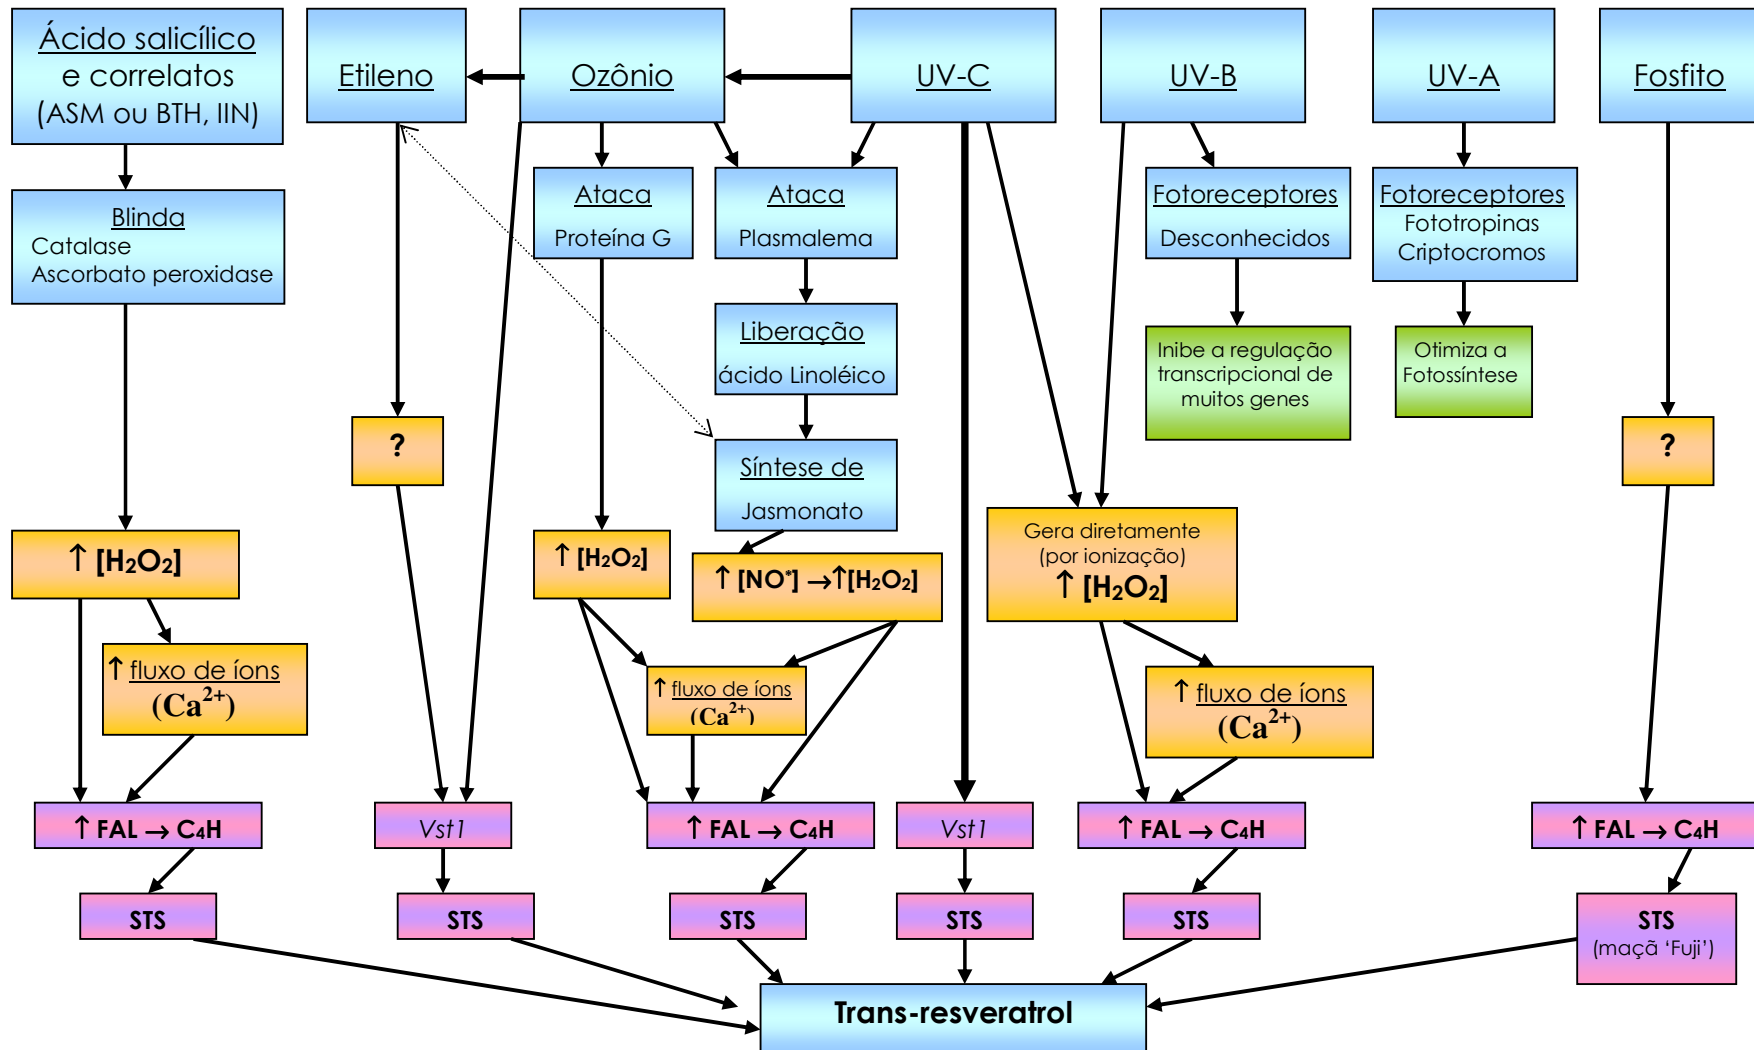 Ácido salicílico
e correlatos
(ASM ou BTH, IIN)
Etileno
Ozônio
UV-C
UV-B
UV-A
Fosfito
Blinda
Catalase
Ascorbato peroxidase
Ataca
Proteína G
Ataca
Plasmalema
Fotoreceptores
Desconhecidos
Fotoreceptores
Fototropinas
Criptocromos
Liberação
ácido Linoléico
Inibe a regulação
transcripcional de
muitos genes
Otimiza a
Fotossíntese
?
Síntese de
Jasmonato
?
↑ [H₂O₂]
↑ [H₂O₂]
↑ [NO*] →↑[H₂O₂]
Gera diretamente
(por ionização)
↑ [H₂O₂]
↑ fluxo de íons
(Ca²⁺)
↑ fluxo de íons
(Ca²⁺)
↑ fluxo de íons
(Ca²⁺)
↑ FAL → C₄H
Vst1
↑ FAL → C₄H
Vst1
↑ FAL → C₄H
↑ FAL → C₄H
STS
STS
STS
STS
STS
STS
(maçã ‘Fuji’)
Trans-resveratrol